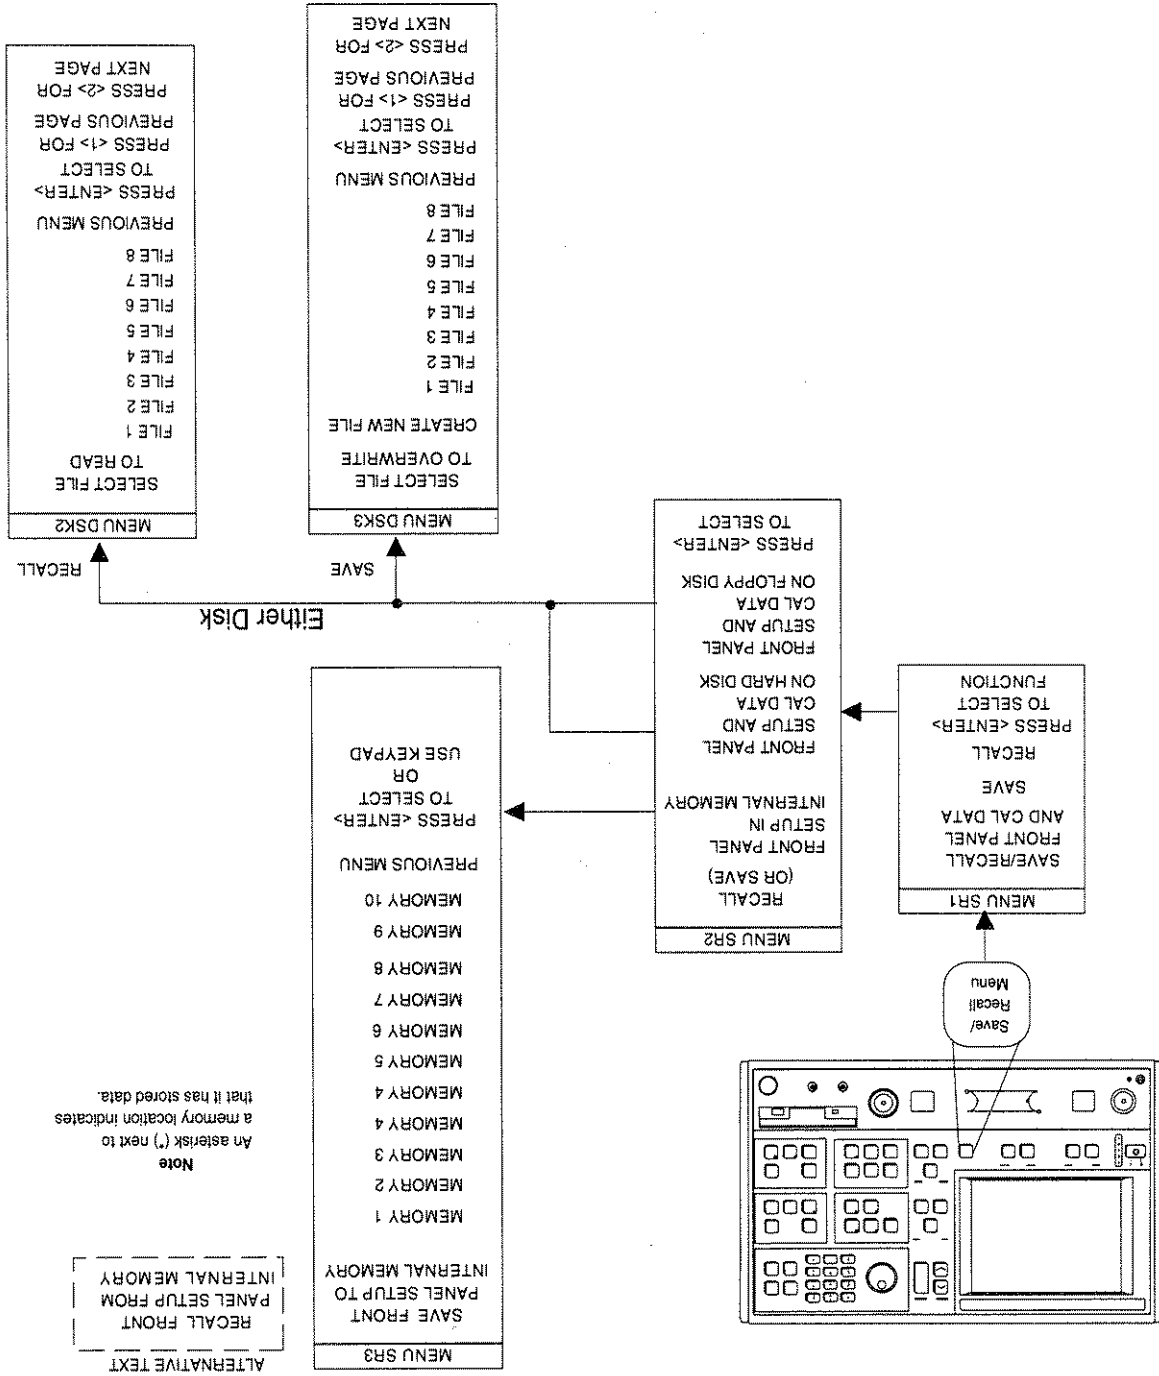 Save/
Recall
Menu
MENU SR1
SAVE/RECALL
FRONT PANEL
AND CAL DATA
SAVE
RECALL
PRESS <ENTER>
TO SELECT
FUNCTION
MENU SR2
RECALL
(OR SAVE)
FRONT PANEL
SETUP IN
INTERNAL MEMORY
FRONT PANEL
SETUP AND
CAL DATA
ON HARD DISK
FRONT PANEL
SETUP AND
CAL DATA
ON FLOPPY DISK
PRESS <ENTER>
TO SELECT
MENU SR3
SAVE FRONT
PANEL SETUP TO
INTERNAL MEMORY
MEMORY 1
MEMORY 2
MEMORY 3
MEMORY 4
MEMORY 4
MEMORY 5
MEMORY 6
MEMORY 7
MEMORY 8
MEMORY 9
MEMORY 10
PREVIOUS MENU
PRESS <ENTER>
TO SELECT
OR
USE KEYPAD
ALTERNATIVE TEXT
RECALL FRONT
PANEL SETUP FROM
INTERNAL MEMORY
Note
An asterisk (*) next to
a memory location indicates
that it has stored data.
Either Disk
SAVE
RECALL
MENU DSK3
SELECT FILE
TO OVERWRITE
CREATE NEW FILE
FILE 1
FILE 2
FILE 3
FILE 4
FILE 5
FILE 6
FILE 7
FILE 8
PREVIOUS MENU
PRESS <ENTER>
TO SELECT
PRESS <1> FOR
PREVIOUS PAGE
PRESS <2> FOR
NEXT PAGE
MENU DSK2
SELECT FILE
TO READ
FILE 1
FILE 2
FILE 3
FILE 4
FILE 5
FILE 6
FILE 7
FILE 8
PREVIOUS MENU
PRESS <ENTER>
TO SELECT
PRESS <1> FOR
PREVIOUS PAGE
PRESS <2> FOR
NEXT PAGE